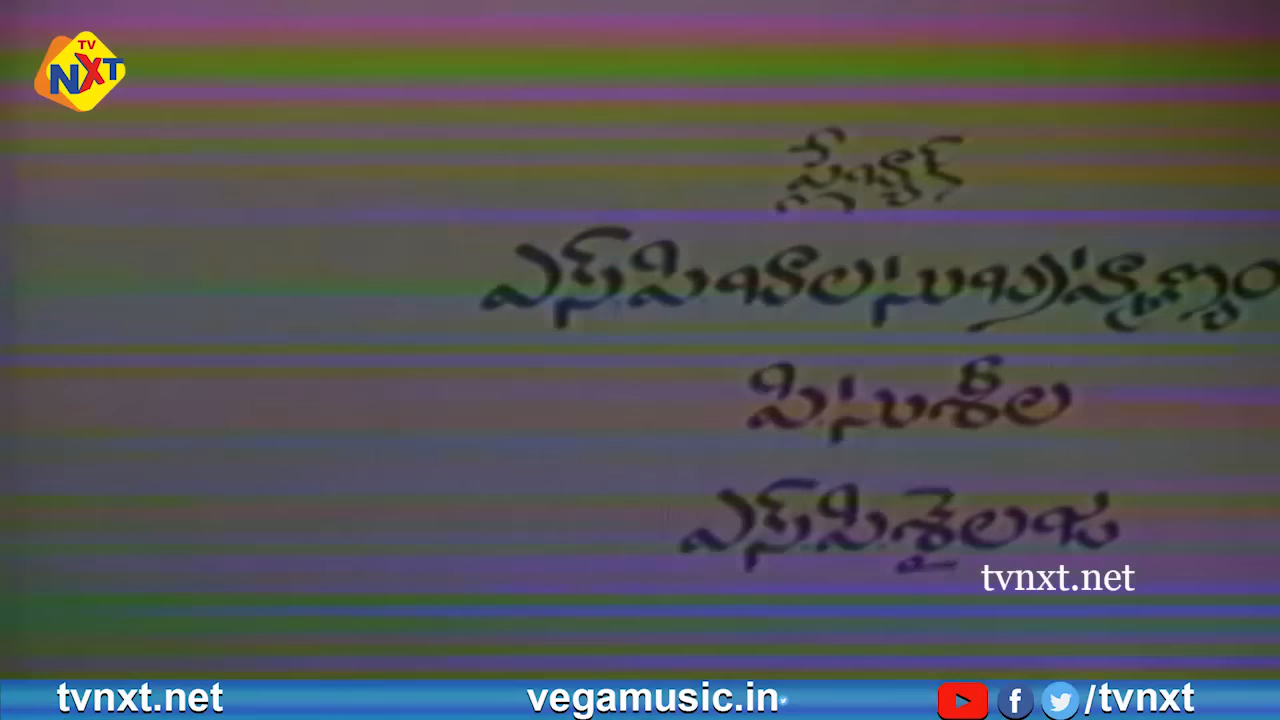 TV
NXT
ప్లేబ్యాక్
ఎస్.పి.బాలసుబ్రహ్మణ్యం
పి.సుశీల
ఎస్.పి.శైలజ
tvnxt.net
tvnxt.net vegamusic.in /tvnxt